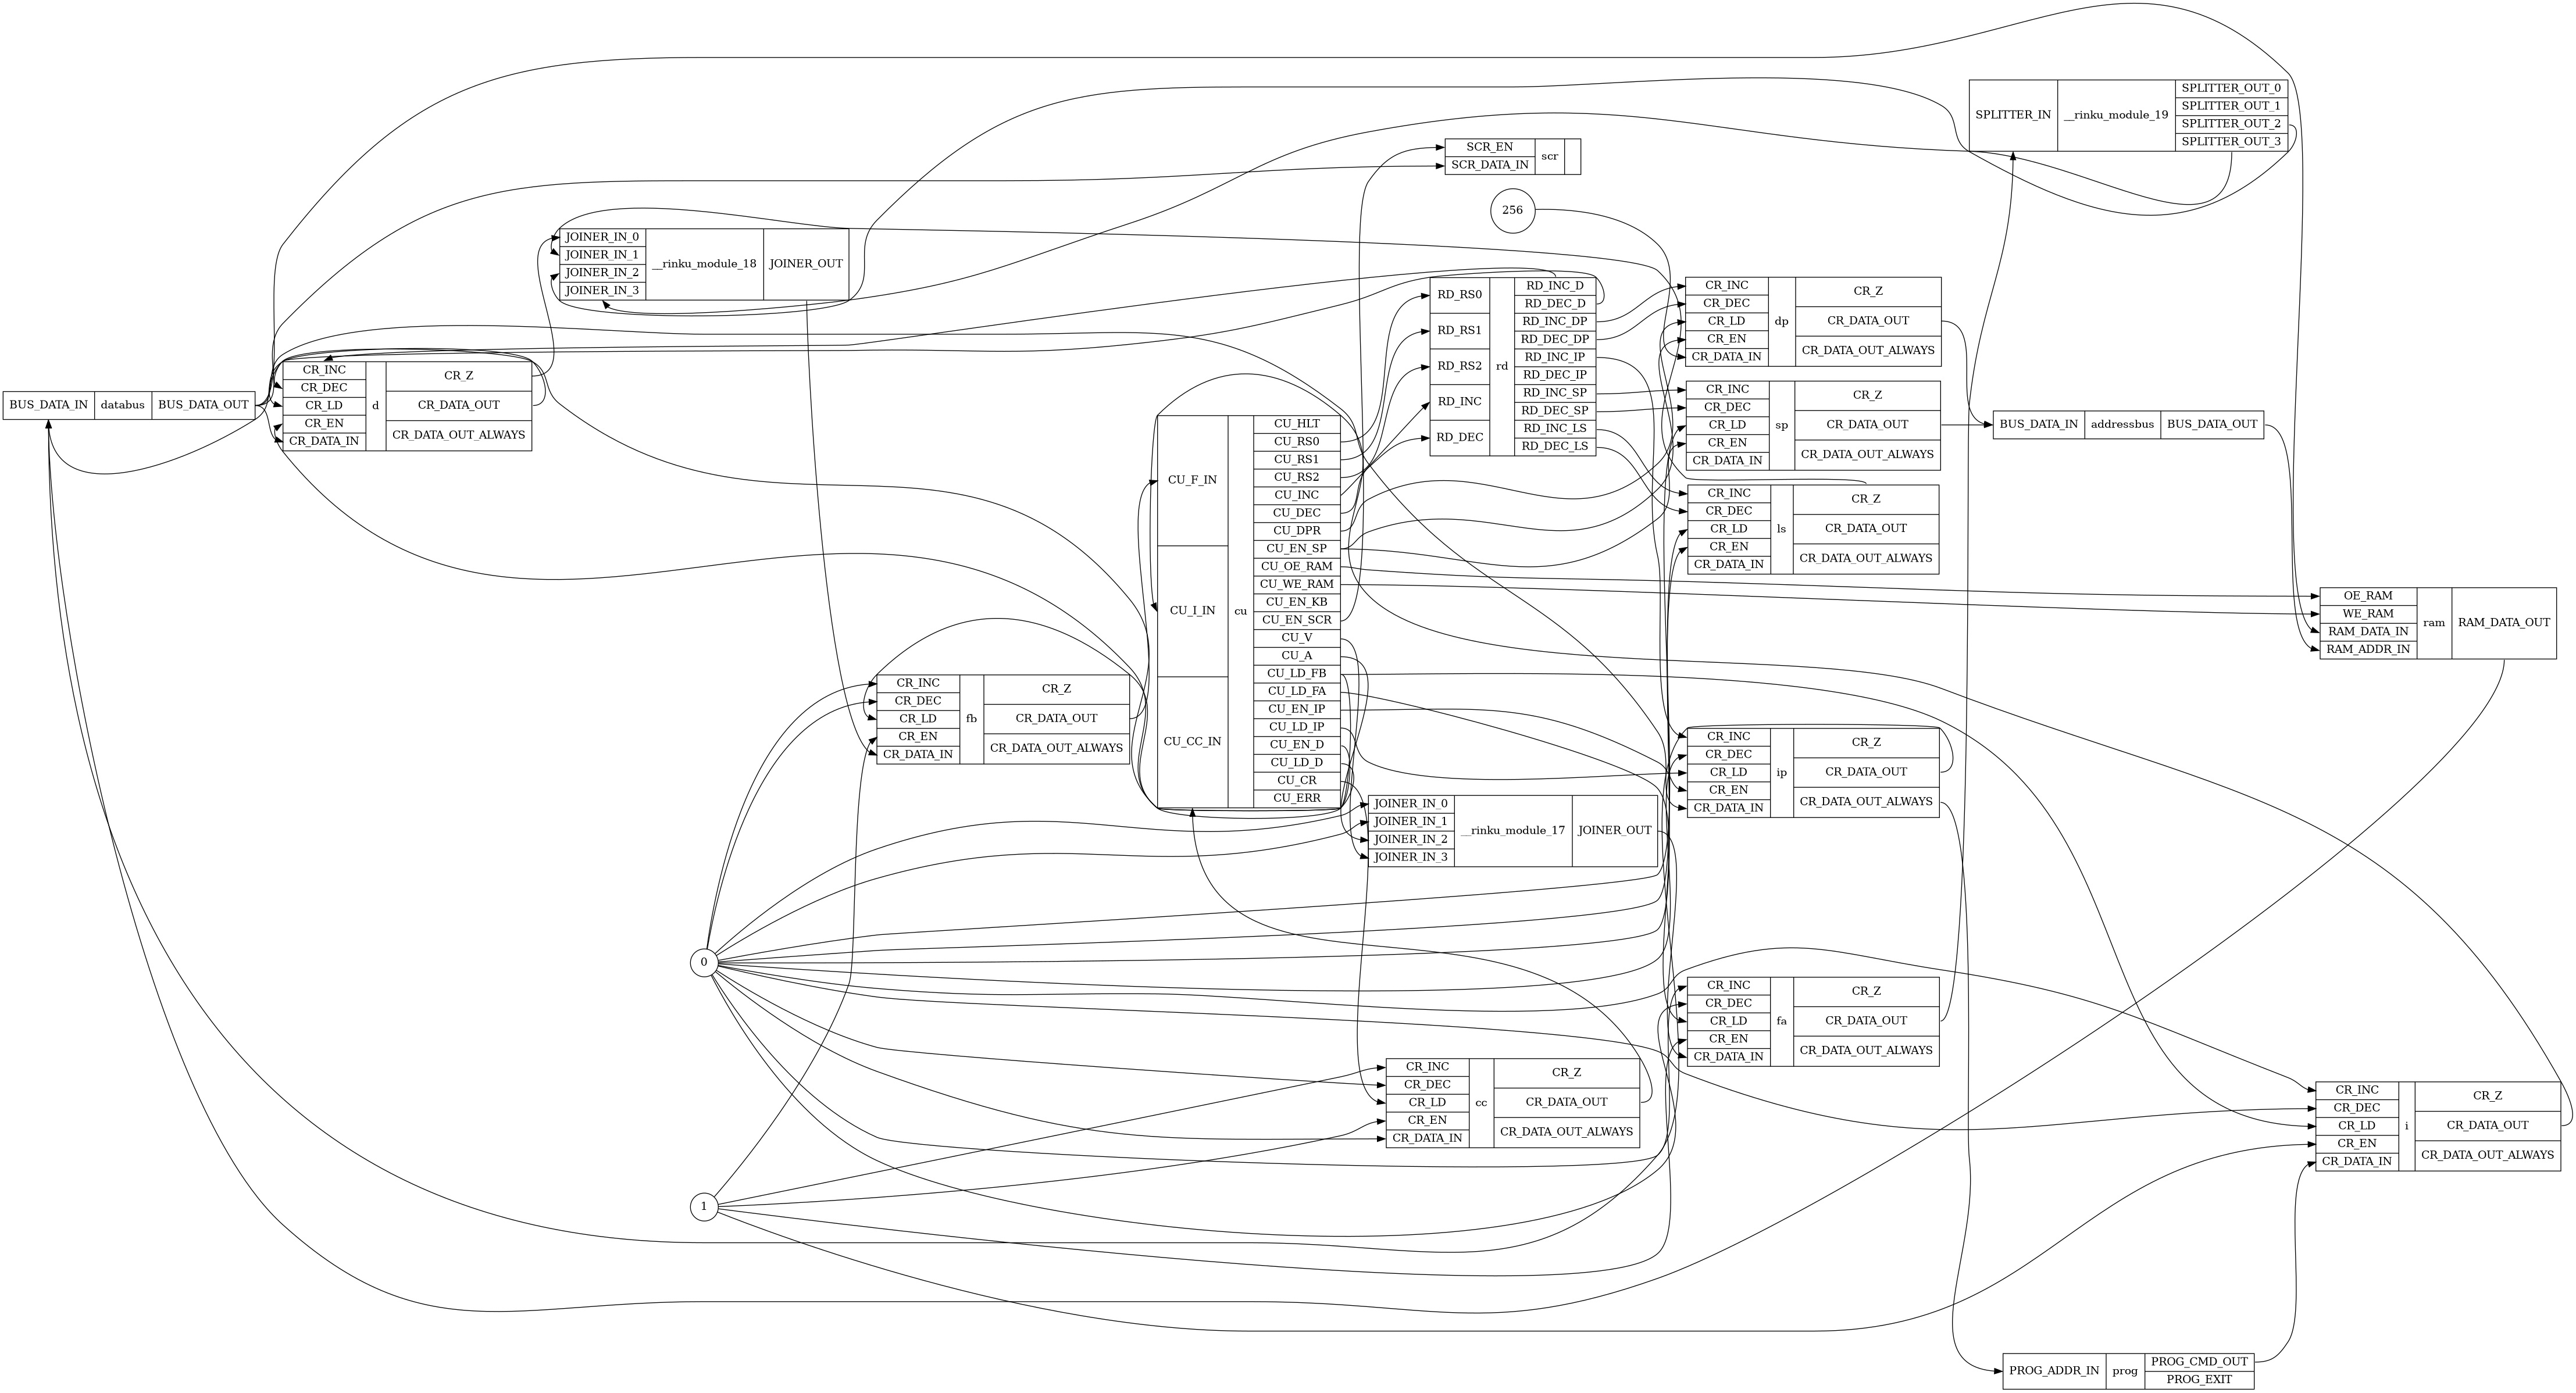 SPLITTER_IN
__rinku_module_19
SPLITTER_OUT_0
SPLITTER_OUT_1
SPLITTER_OUT_2
SPLITTER_OUT_3
SCR_EN
SCR_DATA_IN
scr
256
JOINER_IN_0
JOINER_IN_1
JOINER_IN_2
JOINER_IN_3
__rinku_module_18
JOINER_OUT
RD_RS0
RD_RS1
RD_RS2
RD_INC
RD_DEC
rd
RD_INC_D
RD_DEC_D
RD_INC_DP
RD_DEC_DP
RD_INC_IP
RD_DEC_IP
RD_INC_SP
RD_DEC_SP
RD_INC_LS
RD_DEC_LS
CR_INC
CR_DEC
CR_LD
CR_EN
CR_DATA_IN
dp
CR_Z
CR_DATA_OUT
CR_DATA_OUT_ALWAYS
BUS_DATA_IN
databus
BUS_DATA_OUT
CR_INC
CR_DEC
CR_LD
CR_EN
CR_DATA_IN
d
CR_Z
CR_DATA_OUT
CR_DATA_OUT_ALWAYS
CR_INC
CR_DEC
CR_LD
CR_EN
CR_DATA_IN
sp
CR_Z
CR_DATA_OUT
CR_DATA_OUT_ALWAYS
BUS_DATA_IN
addressbus
BUS_DATA_OUT
CU_F_IN
CU_I_IN
CU_CC_IN
cu
CU_HLT
CU_RS0
CU_RS1
CU_RS2
CU_INC
CU_DEC
CU_DPR
CU_EN_SP
CU_OE_RAM
CU_WE_RAM
CU_EN_KB
CU_EN_SCR
CU_V
CU_A
CU_LD_FB
CU_LD_FA
CU_EN_IP
CU_LD_IP
CU_EN_D
CU_LD_D
CU_CR
CU_ERR
CR_INC
CR_DEC
CR_LD
CR_EN
CR_DATA_IN
ls
CR_Z
CR_DATA_OUT
CR_DATA_OUT_ALWAYS
OE_RAM
WE_RAM
RAM_DATA_IN
RAM_ADDR_IN
ram
RAM_DATA_OUT
CR_INC
CR_DEC
CR_LD
CR_EN
CR_DATA_IN
fb
CR_Z
CR_DATA_OUT
CR_DATA_OUT_ALWAYS
CR_INC
CR_DEC
CR_LD
CR_EN
CR_DATA_IN
ip
CR_Z
CR_DATA_OUT
CR_DATA_OUT_ALWAYS
JOINER_IN_0
JOINER_IN_1
JOINER_IN_2
JOINER_IN_3
__rinku_module_17
JOINER_OUT
0
CR_INC
CR_DEC
CR_LD
CR_EN
CR_DATA_IN
fa
CR_Z
CR_DATA_OUT
CR_DATA_OUT_ALWAYS
CR_INC
CR_DEC
CR_LD
CR_EN
CR_DATA_IN
cc
CR_Z
CR_DATA_OUT
CR_DATA_OUT_ALWAYS
CR_INC
CR_DEC
CR_LD
CR_EN
CR_DATA_IN
i
CR_Z
CR_DATA_OUT
CR_DATA_OUT_ALWAYS
1
PROG_ADDR_IN
prog
PROG_CMD_OUT
PROG_EXIT